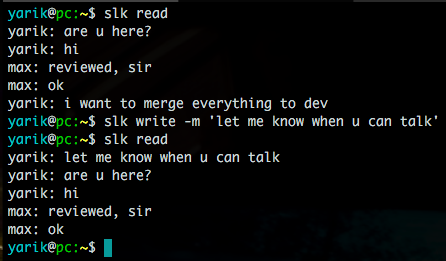 yarik@pc:~$ slk read
yarik: are u here?
yarik: hi
max: reviewed, sir
max: ok
yarik: i want to merge everything to dev
yarik@pc:~$ slk write -m 'let me know when u can talk'
yarik@pc:~$ slk read
yarik: let me know when u can talk
yarik: are u here?
yarik: hi
max: reviewed, sir
max: ok
yarik@pc:~$